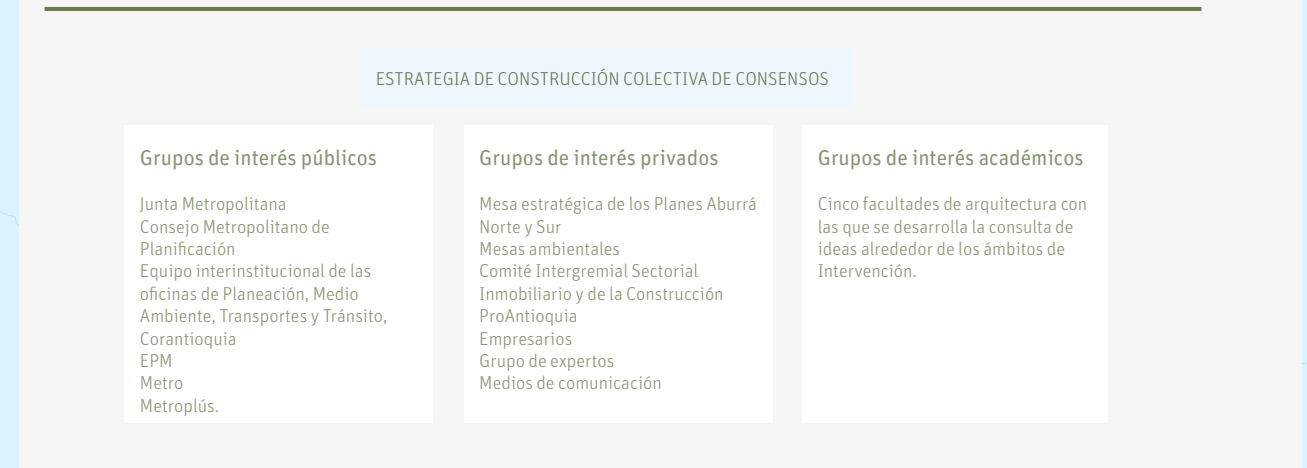 ESTRATEGIA DE CONSTRUCCIÓN COLECTIVA DE CONSENSOS
Grupos de interés públicos
Junta Metropolitana
Consejo Metropolitano de
Planificación
Equipo interinstitucional de las
oficinas de Planeación, Medio
Ambiente, Transportes y Tránsito,
Corantioquia
EPM
Metro
Metroplús.
Grupos de interés privados
Mesa estratégica de los Planes Aburrá
Norte y Sur
Mesas ambientales
Comité Intergremial Sectorial
Inmobiliario y de la Construcción
ProAntioquia
Empresarios
Grupo de expertos
Medios de comunicación
Grupos de interés académicos
Cinco facultades de arquitectura con
las que se desarrolla la consulta de
ideas alrededor de los ámbitos de
Intervención.